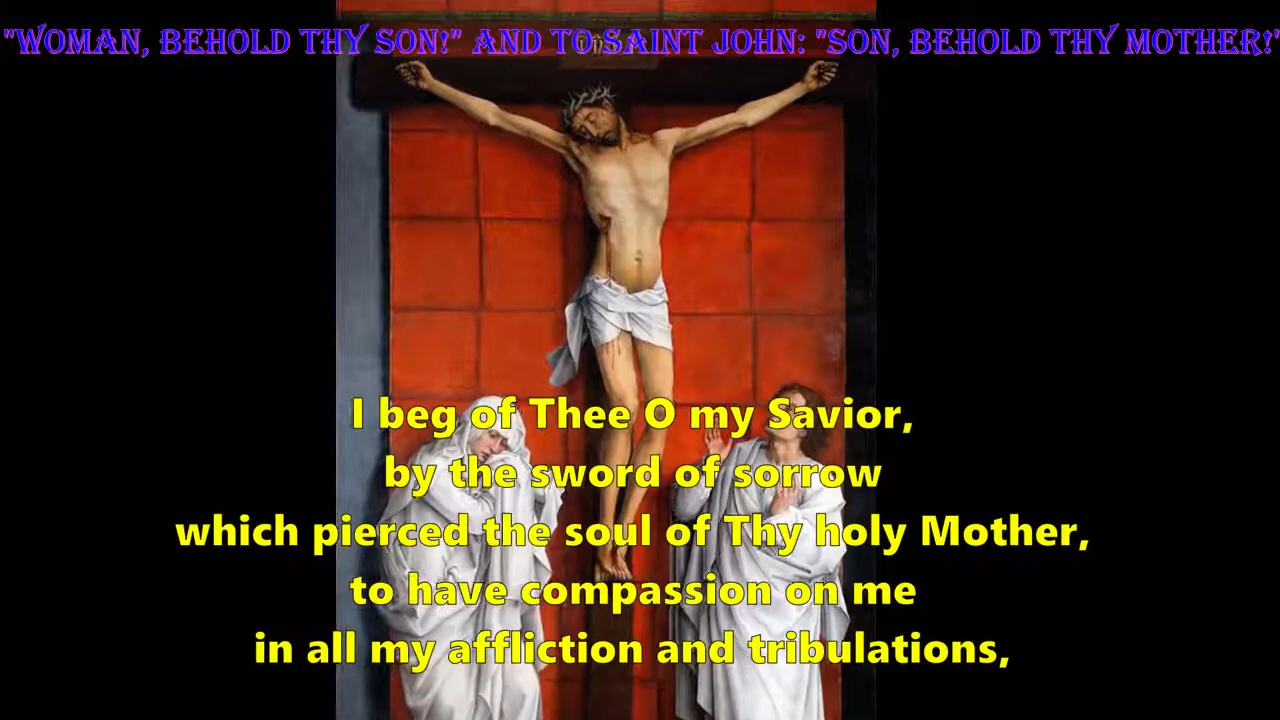 "WOMAN, BEHOLD THY SON!" AND TO SAINT JOHN: "SON, BEHOLD THY MOTHER!"
I beg of Thee O my Savior,
by the sword of sorrow
which pierced the soul of Thy holy Mother,
to have compassion on me
in all my affliction and tribulations,